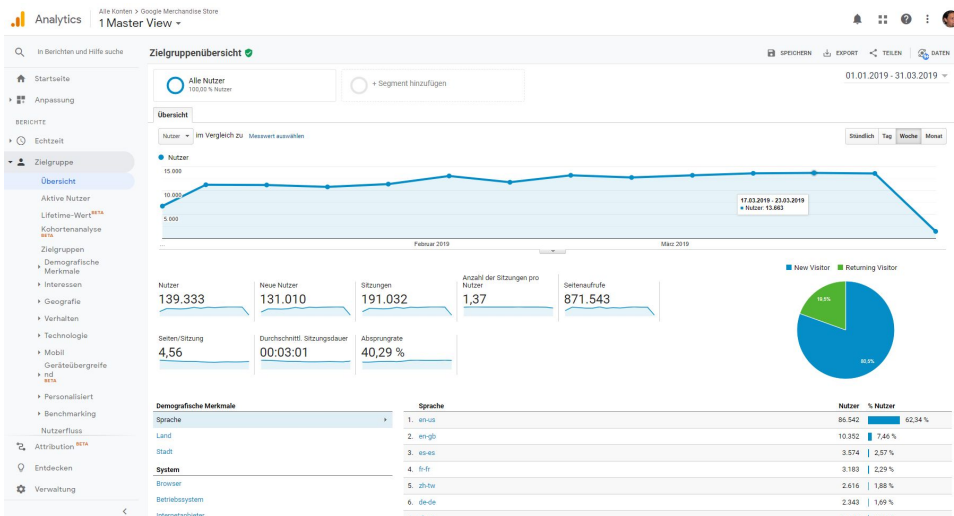 Analytics
Alle Konten > Google Merchandise Store
1 Master View
In Berichten und Hilfe suche
Startseite
Anpassung
BERICHTE
Echtzeit
Zielgruppe
Übersicht
Aktive Nutzer
Lifetime-Wert BETA
Kohortenanalyse
BETA
Zielgruppen
Demografische
Merkmale
Interessen
Geografie
Verhalten
Technologie
Mobil
Geräteübergreife
nd
BETA
Personalisiert
Benchmarking
Nutzerfluss
Attribution BETA
Entdecken
Verwaltung
Zielgruppenübersicht
SPEICHERN EXPORT TEILEN DATEN
Alle Nutzer
100,00 % Nutzer
+ Segment hinzufügen
01.01.2019 - 31.03.2019
Übersicht
Nutzer im Vergleich zu Messwert auswählen
Stündlich Tag Woche Monat
Nutzer
15 000
10.000
5.000
17.03.2019 - 23.03.2019
Nutzer: 13.663
...
Februar 2019
März 2019
New Visitor Returning Visitor
19,5%
80,5%
Nutzer
139.333
Neue Nutzer
131.010
Sitzungen
191.032
Anzahl der Sitzungen pro
Nutzer
1,37
Seitenaufrufe
871.543
Seiten/Sitzung
4,56
Durchschnittl. Sitzungsdauer
00:03:01
Absprungrate
40,29 %
Demografische Merkmale
Sprache
Land
Stadt
System
Browser
Betriebssystem
Internetanbieter
Sprache Nutzer % Nutzer
1. en-us 86.542 62,34 %
2. en-gb 10.352 7,46 %
3. es-es 3.574 2,57 %
4. fr-fr 3.183 2,29 %
5. zh-tw 2.616 1,88 %
6. de-de 2.343 1,69 %